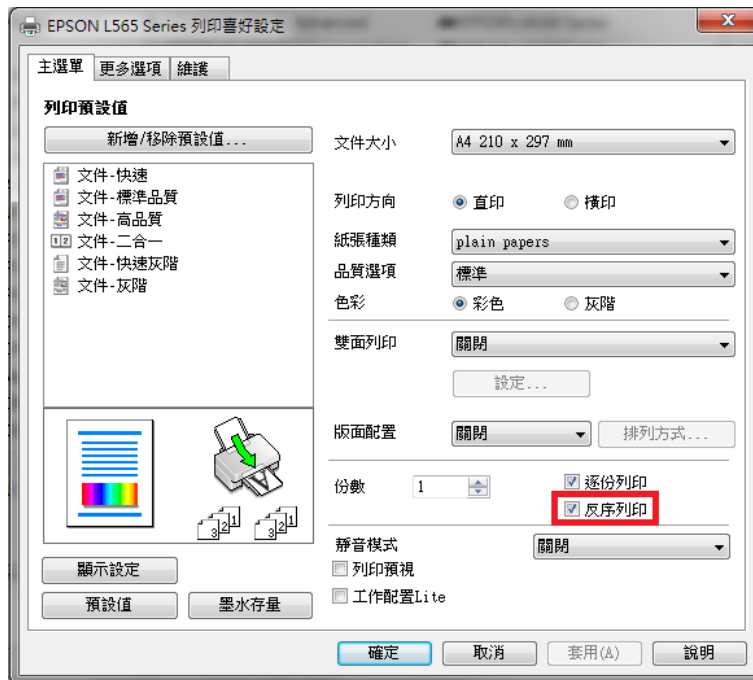 EPSON L565 Series 列印喜好設定
主選單 更多選項 維護
列印預設值
新增/移除預設值...
文件-快速
文件-標準品質
文件-高品質
12 文件-二合一
文件-快速灰階
文件-灰階
3 2 1 3 2 1
顯示設定
預設值 墨水存量
文件大小 A4 210 x 297 mm
列印方向 直印 橫印
紙張種類 plain papers
品質選項 標準
色彩 彩色 灰階
雙面列印 關閉
設定...
版面配置 關閉 排列方式...
份數 1 逐份列印
反序列印
靜音模式 關閉
列印預視
工作配置Lite
確定 取消 套用(A) 說明